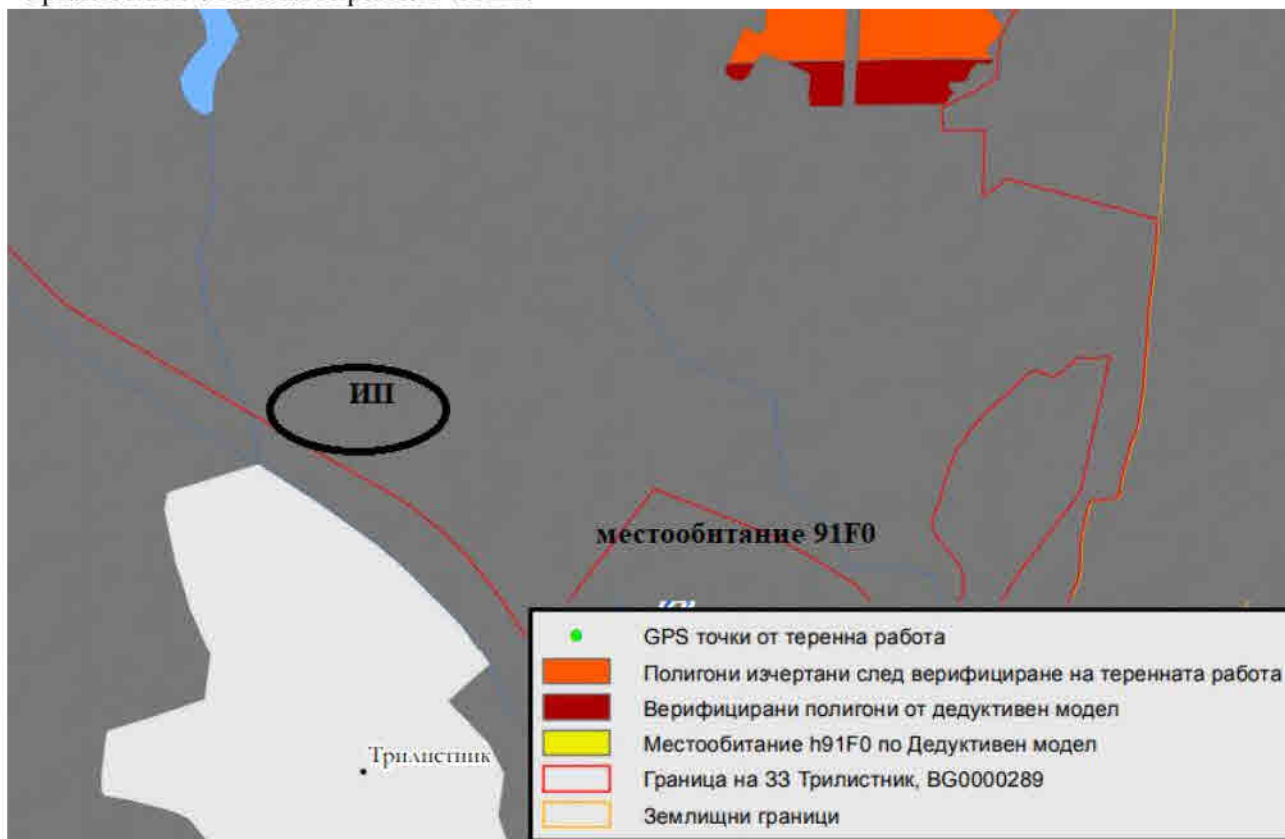 ИП
местообитание 91F0
Трилистник
GPS точки от теренна работа
Полигони изчертани след верифициране на теренната работа
Верифицирани полигони от дедуктивен модел
Местообитание h91F0 по Дедуктивен модел
Граница на ЗЗ Трилистник, BG0000289
Землищни граници